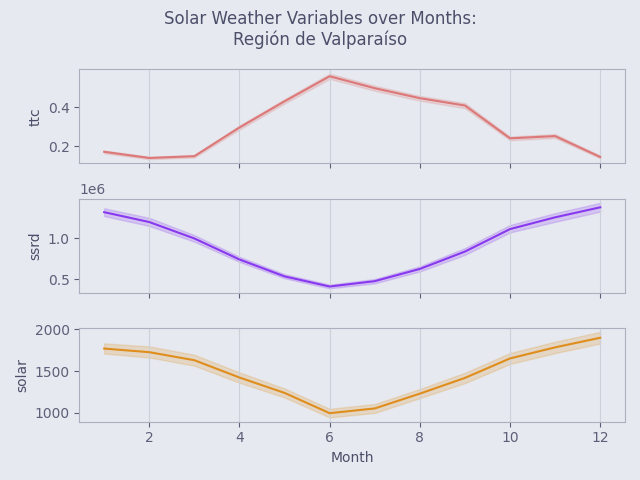 Solar Weather Variables over Months:
Región de Valparaíso
ttc
0.4
0.2
1e6
ssrd
1.0
0.5
solar
2000
1500
1000
2 4 6 8 10 12
Month